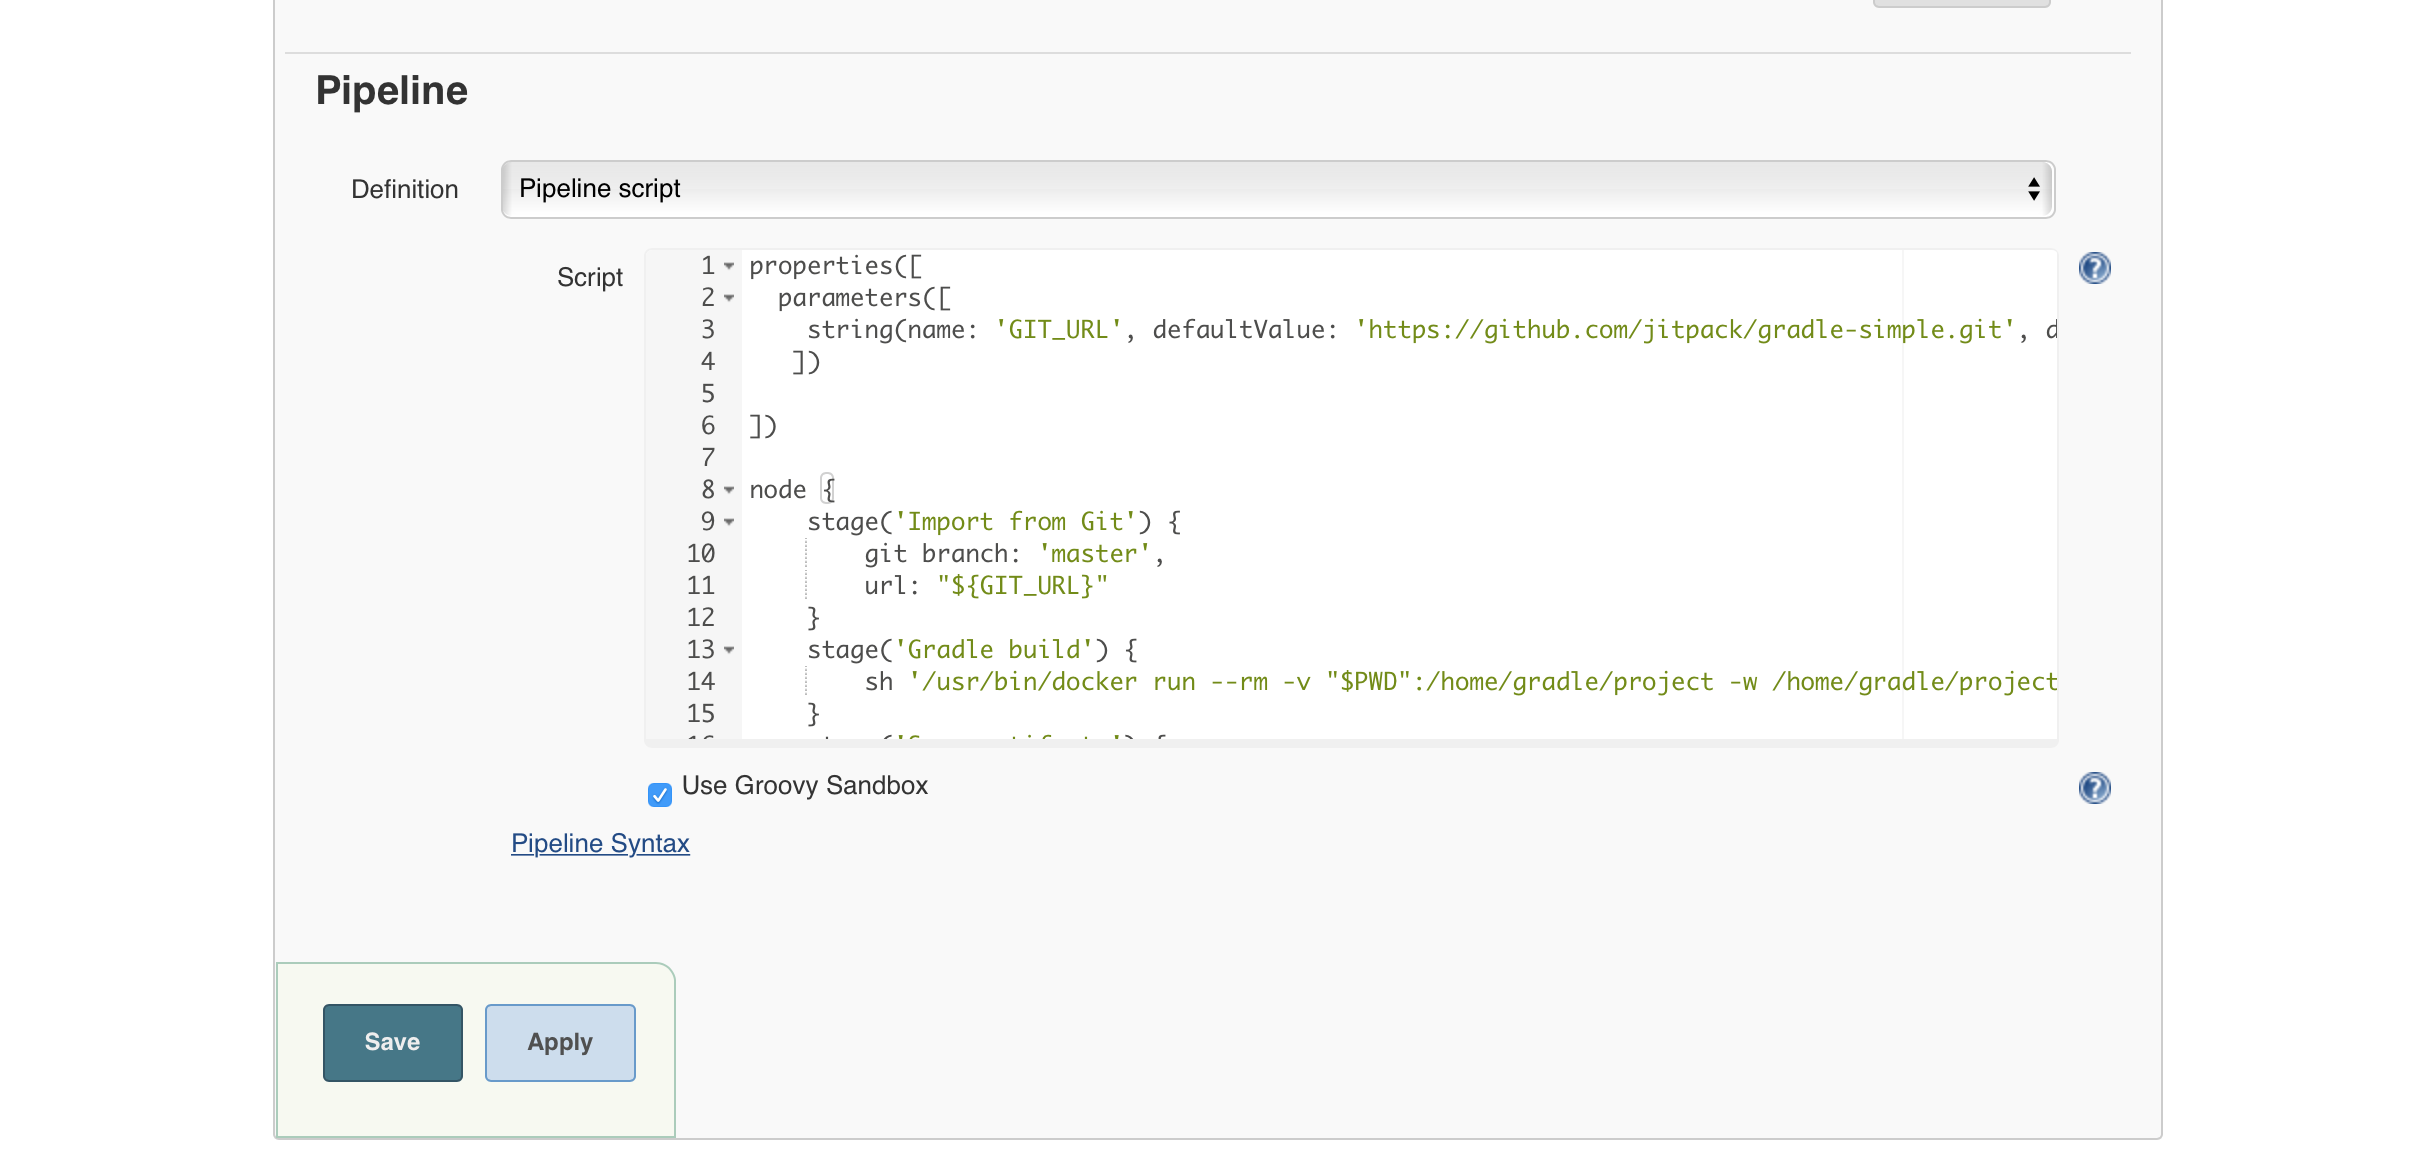 Pipeline
Definition
Pipeline script
Script
1 properties([
2   parameters([
3     string(name: 'GIT_URL', defaultValue: 'https://github.com/jitpack/gradle-simple.git', d
4    ])
5
6 ])
7
8 node {
9     stage('Import from Git') {
10         git branch: 'master',
11         url: "${GIT_URL}"
12     }
13     stage('Gradle build') {
14         sh '/usr/bin/docker run --rm -v "$PWD":/home/gradle/project -w /home/gradle/project
15     }
Use Groovy Sandbox
Pipeline Syntax
Save
Apply